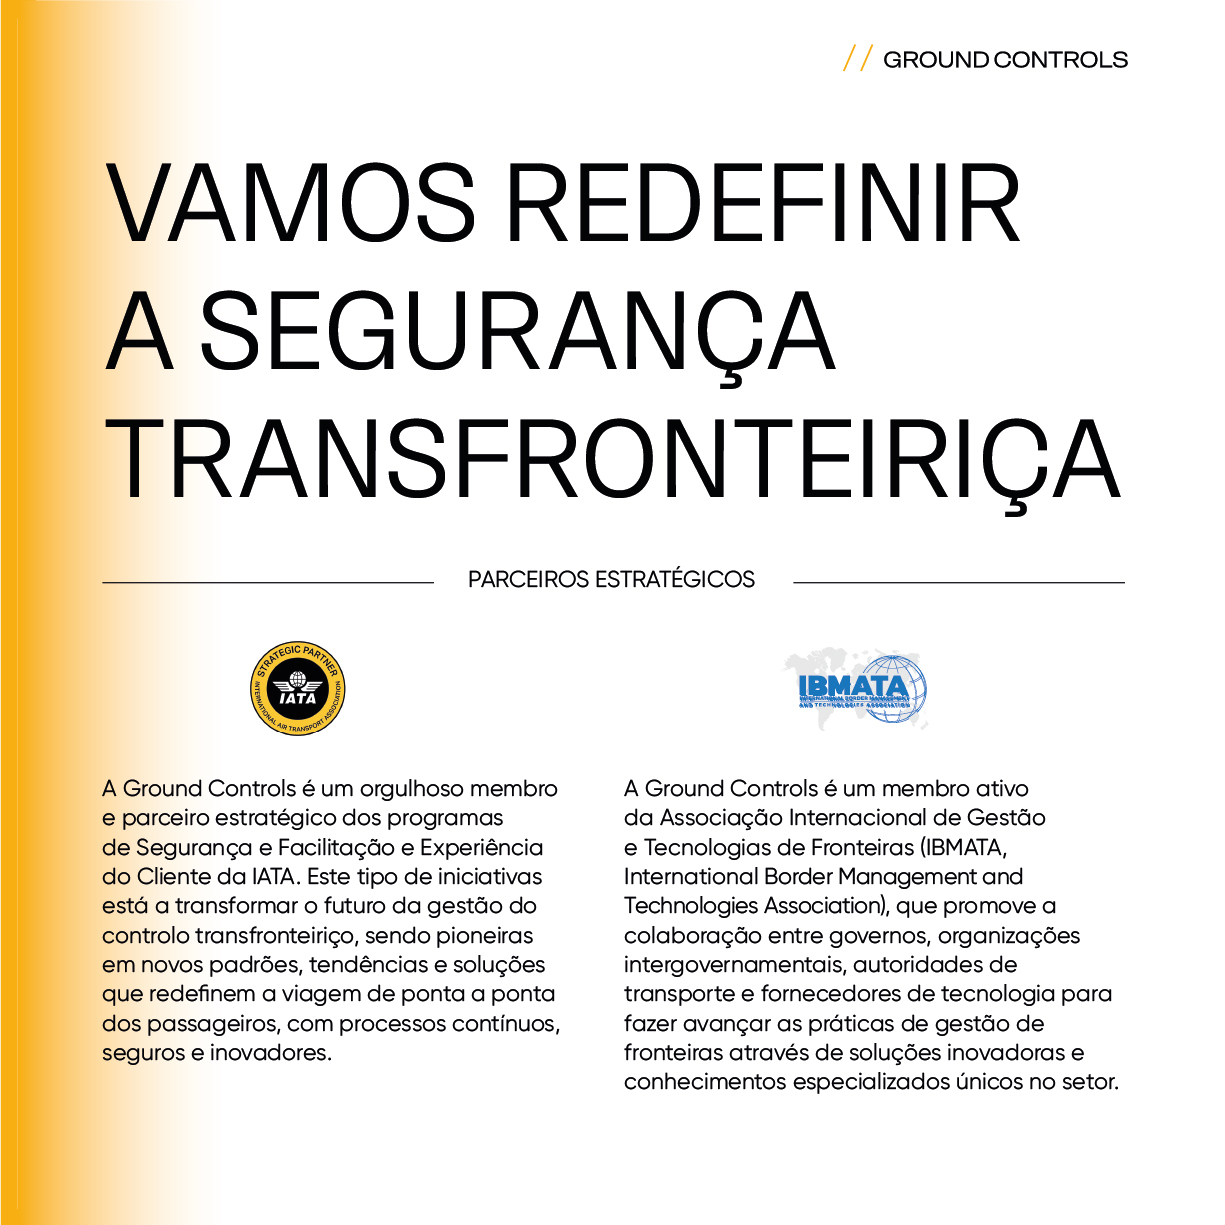 // GROUND CONTROLS
VAMOS REDEFINIR
A SEGURANÇA
TRANSFRONTEIRIÇA
PARCEIROS ESTRATÉGICOS
STRATEGIC PARTNER
IATA
INTERNATIONAL AIR TRANSPORT ASSOCIATION
IBMATA
INTERNATIONAL BORDER MANAGEMENT
AND TECHNOLOGIES ASSOCIATION
A Ground Controls é um orgulhoso membro
e parceiro estratégico dos programas
de Segurança e Facilitação e Experiência
do Cliente da IATA. Este tipo de iniciativas
está a transformar o futuro da gestão do
controlo transfronteiriço, sendo pioneiras
em novos padrões, tendências e soluções
que redefinem a viagem de ponta a ponta
dos passageiros, com processos contínuos,
seguros e inovadores.
A Ground Controls é um membro ativo
da Associação Internacional de Gestão
e Tecnologias de Fronteiras (IBMATA,
International Border Management and
Technologies Association), que promove a
colaboração entre governos, organizações
intergovernamentais, autoridades de
transporte e fornecedores de tecnologia para
fazer avançar as práticas de gestão de
fronteiras através de soluções inovadoras e
conhecimentos especializados únicos no setor.